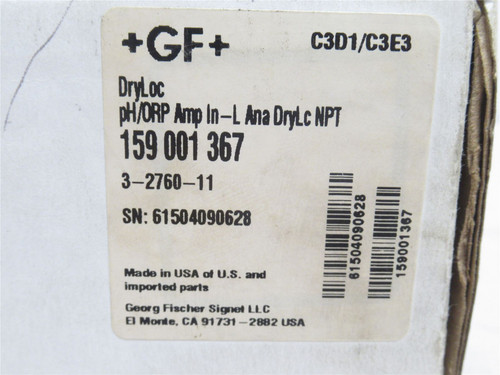 +GF+
C3D1/C3E3
DryLoc
pH/ORP Amp In-L Ana DryLc NPT
159 001 367
3-2760-11
SN: 61504090628
Made in USA of U.S. and
imported parts
Georg Fischer Signet LLC
El Monte, CA 91731-2882 USA
61504090628
159001367